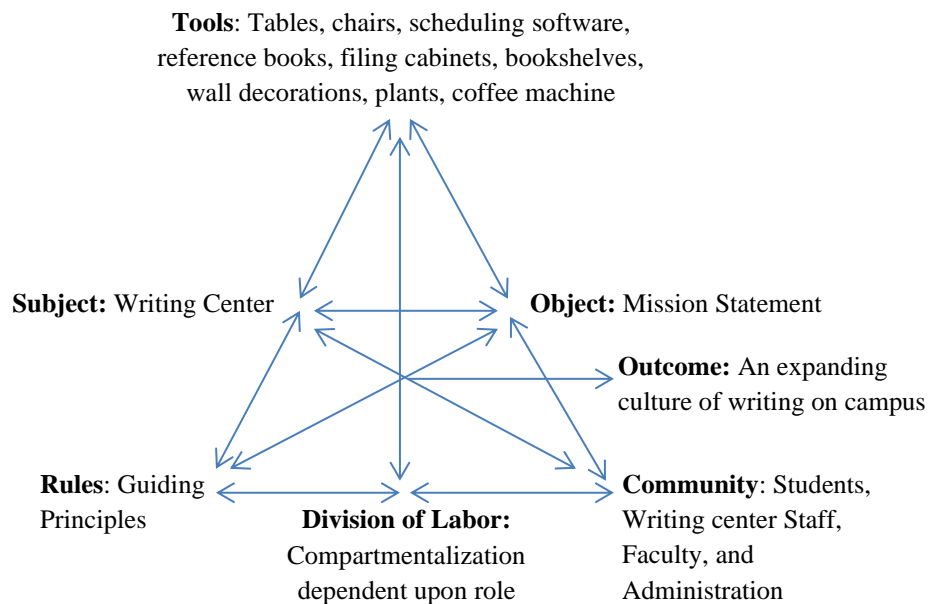 Tools: Tables, chairs, scheduling software,
reference books, filing cabinets, bookshelves,
wall decorations, plants, coffee machine
Subject: Writing Center
Object: Mission Statement
Outcome: An expanding
culture of writing on campus
Rules: Guiding
Principles
Division of Labor:
Compartmentalization
dependent upon role
Community: Students,
Writing center Staff,
Faculty, and
Administration